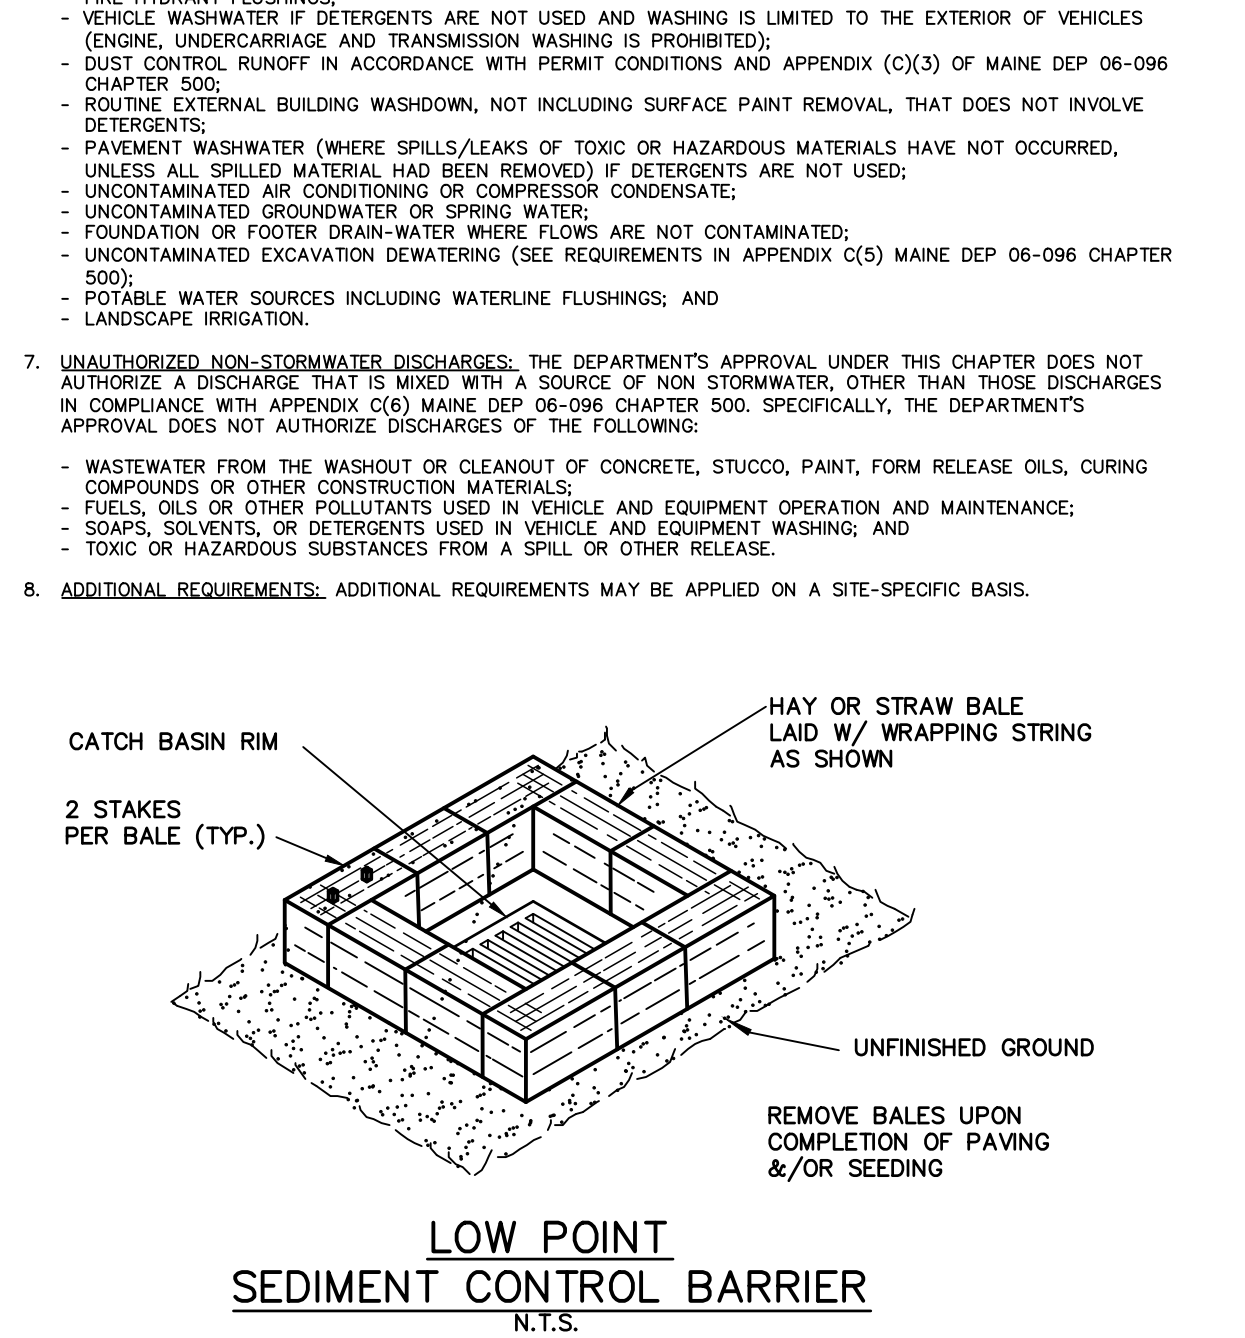 FIRE HYDRANT FLUSHINGS;
- VEHICLE WASHWATER IF DETERGENTS ARE NOT USED AND WASHING IS LIMITED TO THE EXTERIOR OF VEHICLES
(ENGINE, UNDERCARRIAGE AND TRANSMISSION WASHING IS PROHIBITED);
- DUST CONTROL RUNOFF IN ACCORDANCE WITH PERMIT CONDITIONS AND APPENDIX (C)(3) OF MAINE DEP 06-096
CHAPTER 500;
- ROUTINE EXTERNAL BUILDING WASHDOWN, NOT INCLUDING SURFACE PAINT REMOVAL, THAT DOES NOT INVOLVE
DETERGENTS;
- PAVEMENT WASHWATER (WHERE SPILLS/LEAKS OF TOXIC OR HAZARDOUS MATERIALS HAVE NOT OCCURRED,
UNLESS ALL SPILLED MATERIAL HAD BEEN REMOVED) IF DETERGENTS ARE NOT USED;
- UNCONTAMINATED AIR CONDITIONING OR COMPRESSOR CONDENSATE;
- UNCONTAMINATED GROUNDWATER OR SPRING WATER;
- FOUNDATION OR FOOTER DRAIN-WATER WHERE FLOWS ARE NOT CONTAMINATED;
- UNCONTAMINATED EXCAVATION DEWATERING (SEE REQUIREMENTS IN APPENDIX C(5) MAINE DEP 06-096 CHAPTER
500);
- POTABLE WATER SOURCES INCLUDING WATERLINE FLUSHINGS; AND
- LANDSCAPE IRRIGATION.
7. UNAUTHORIZED NON-STORMWATER DISCHARGES: THE DEPARTMENT'S APPROVAL UNDER THIS CHAPTER DOES NOT
AUTHORIZE A DISCHARGE THAT IS MIXED WITH A SOURCE OF NON STORMWATER, OTHER THAN THOSE DISCHARGES
IN COMPLIANCE WITH APPENDIX C(6) MAINE DEP 06-096 CHAPTER 500. SPECIFICALLY, THE DEPARTMENT'S
APPROVAL DOES NOT AUTHORIZE DISCHARGES OF THE FOLLOWING:
- WASTEWATER FROM THE WASHOUT OR CLEANOUT OF CONCRETE, STUCCO, PAINT, FORM RELEASE OILS, CURING
COMPOUNDS OR OTHER CONSTRUCTION MATERIALS;
- FUELS, OILS OR OTHER POLLUTANTS USED IN VEHICLE AND EQUIPMENT OPERATION AND MAINTENANCE;
- SOAPS, SOLVENTS, OR DETERGENTS USED IN VEHICLE AND EQUIPMENT WASHING; AND
- TOXIC OR HAZARDOUS SUBSTANCES FROM A SPILL OR OTHER RELEASE.
8. ADDITIONAL REQUIREMENTS: ADDITIONAL REQUIREMENTS MAY BE APPLIED ON A SITE-SPECIFIC BASIS.
HAY OR STRAW BALE
LAID W/ WRAPPING STRING
AS SHOWN
CATCH BASIN RIM
2 STAKES
PER BALE (TYP.)
UNFINISHED GROUND
REMOVE BALES UPON
COMPLETION OF PAVING
&/OR SEEDING
LOW POINT
SEDIMENT CONTROL BARRIER
N.T.S.